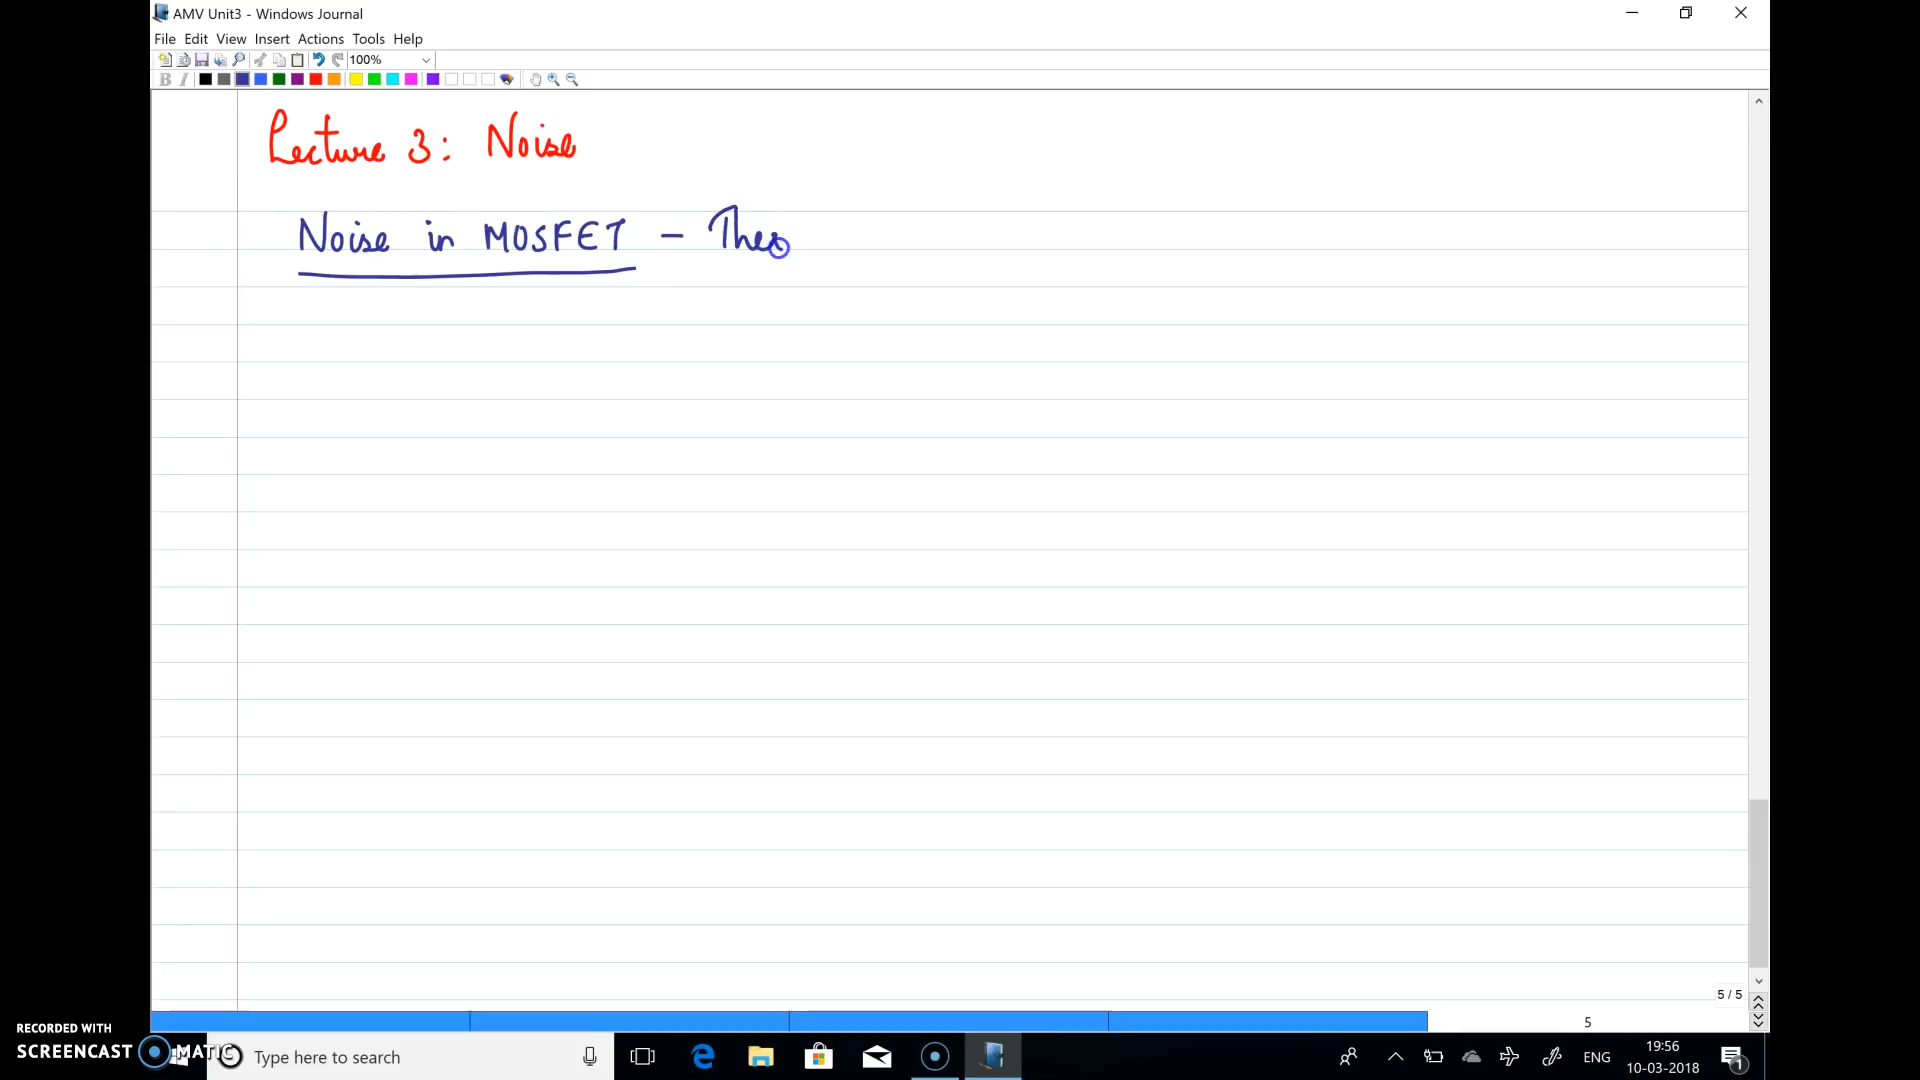 AMV Unit3 - Windows Journal
File Edit View Insert Actions Tools Help
100%
B I
Lecture 3: Noise
Noise in MOSFET - Ther
5 / 5
5
RECORDED WITH
SCREENCAST MATIC
Type here to search
ENG
19:56
10-03-2018
1